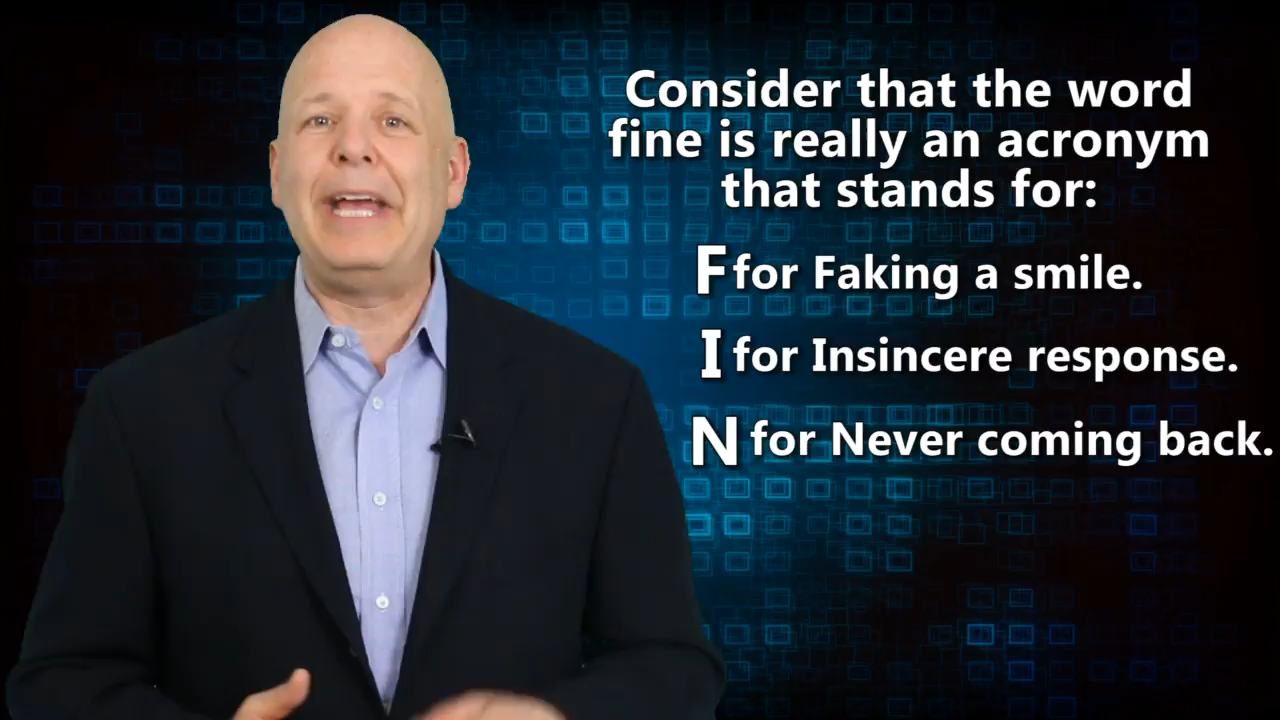 Consider that the word
fine is really an acronym
that stands for:
F for Faking a smile.
I for Insincere response.
N for Never coming back.